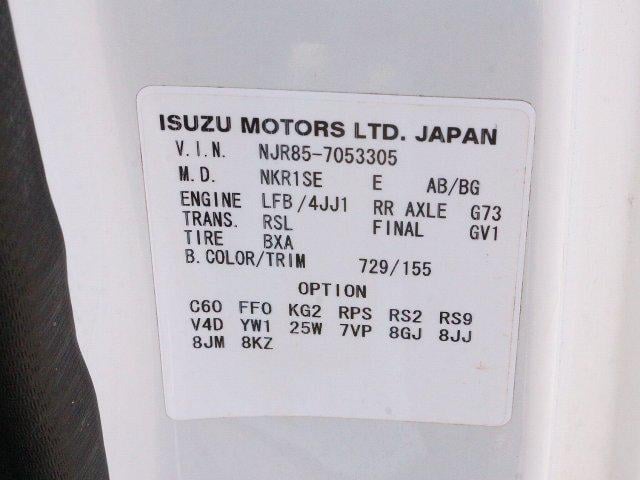 ISUZU MOTORS LTD. JAPAN
V.I.N. NJR85-7053305
M.D. NKR1SE E AB/BG
ENGINE LFB/4JJ1 RR AXLE G73
TRANS. RSL FINAL GV1
TIRE BXA
B.COLOR/TRIM 729/155
OPTION
C60 FF0 KG2 RPS RS2 RS9
V4D YW1 25W 7VP 8GJ 8JJ
8JM 8KZ